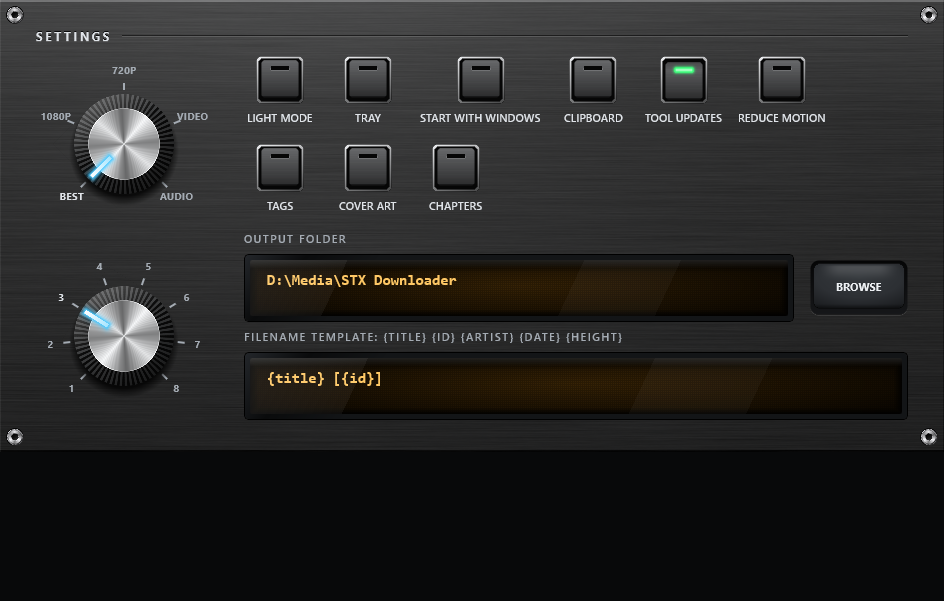 SETTINGS
720P
1080P
VIDEO
BEST
AUDIO
LIGHT MODE
TRAY
START WITH WINDOWS
CLIPBOARD
TOOL UPDATES
REDUCE MOTION
TAGS
COVER ART
CHAPTERS
4
5
3
6
2
7
1
8
OUTPUT FOLDER
D:\Media\STX Downloader
BROWSE
FILENAME TEMPLATE: {TITLE} {ID} {ARTIST} {DATE} {HEIGHT}
{title} [{id}]